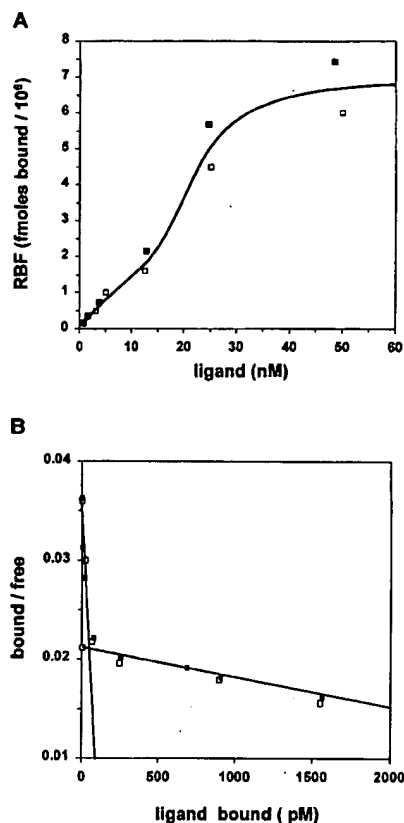 A
8
7
6
5
4
3
2
1
0
RBF (fmoles bound / 10⁶)
0 10 20 30 40 50 60
ligand (nM)
B
0.04
0.03
0.02
0.01
bound / free
0 500 1000 1500 2000
ligand bound ( pM)